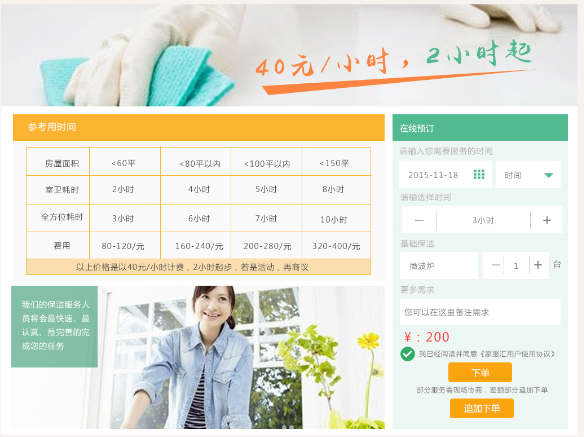 40元/小时，2小时起
参考用时间
房屋面积 <60平 <80平以内 <100平以内 <150平
室卫耗时 2小时 4小时 5小时 8小时
全方位耗时 3小时 6小时 7小时 10小时
费用 80-120/元 160-240/元 200-280/元 320-400/元
以上价格是以40元/小时计费，2小时起步，若是活动，再商议
我们的保洁服务人
员将会最快速、最
认真、最完善的完
成您的任务
在线预订
请输入您需要服务的时间
2015-11-18 时间
请输选择时间
— 3小时 +
基础保洁
微波炉 — 1 + 台
更多需求
您可以在这里备注需求
¥：200
我已经阅读并同意《家服汇用户使用协议》
下单
部分服务需现场协商，差额部分追加下单
追加下单